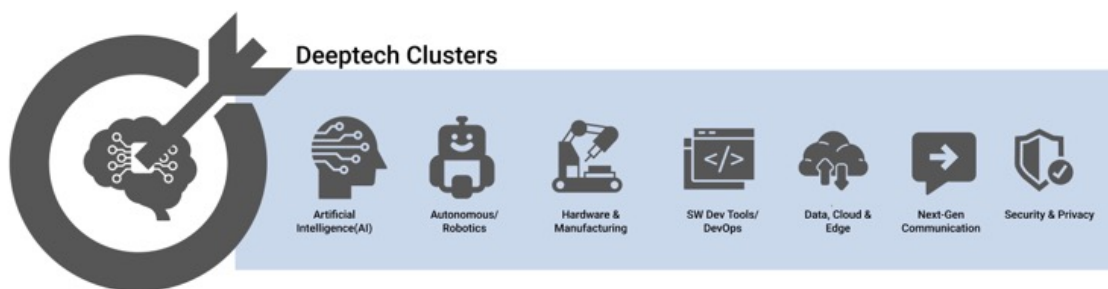 Deeptech Clusters
</>
Artificial
Intelligence(AI)
Autonomous/
Robotics
Hardware &
Manufacturing
SW Dev Tools/
DevOps
Data, Cloud &
Edge
Next-Gen
Communication
Security & Privacy